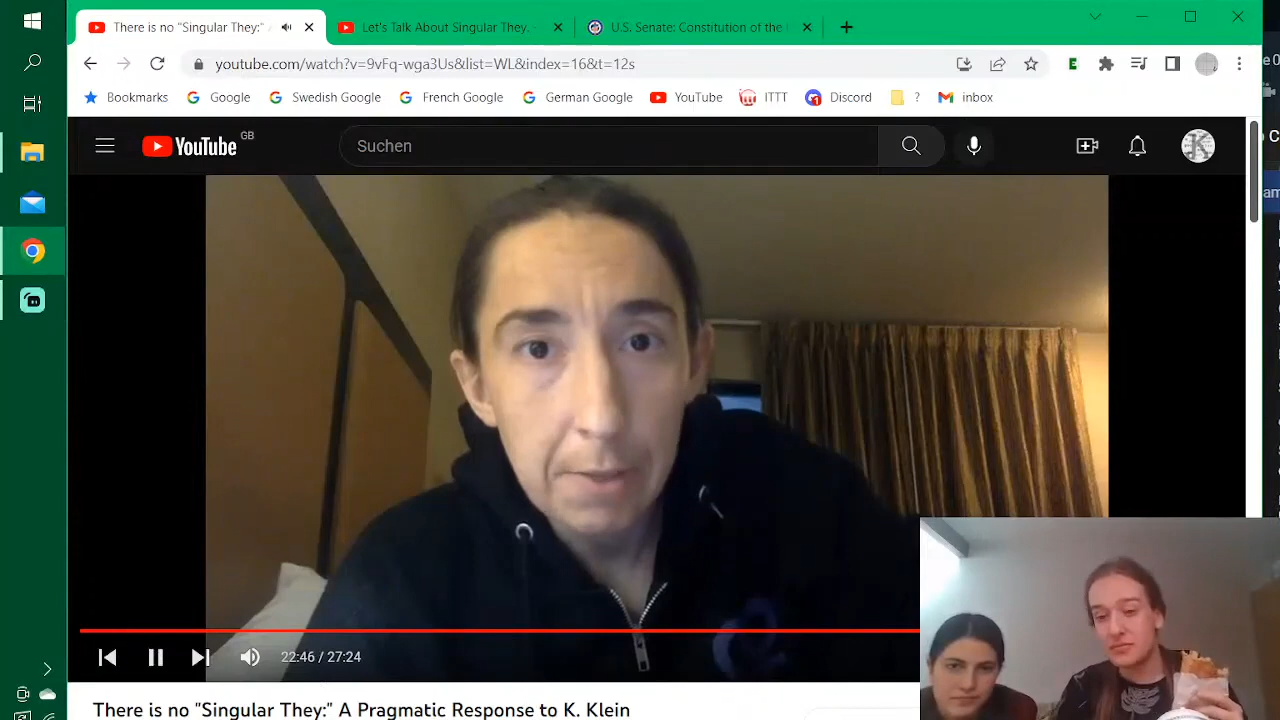 There is no "Singular They:" A
Let's Talk About Singular They.
U.S. Senate: Constitution of the
youtube.com/watch?v=9vFq-wga3Us&list=WL&index=16&t=12s
Bookmarks Google Swedish Google French Google German Google YouTube ITTT Discord ? inbox
YouTube GB
Suchen
22:46 / 27:24
There is no "Singular They:" A Pragmatic Response to K. Klein